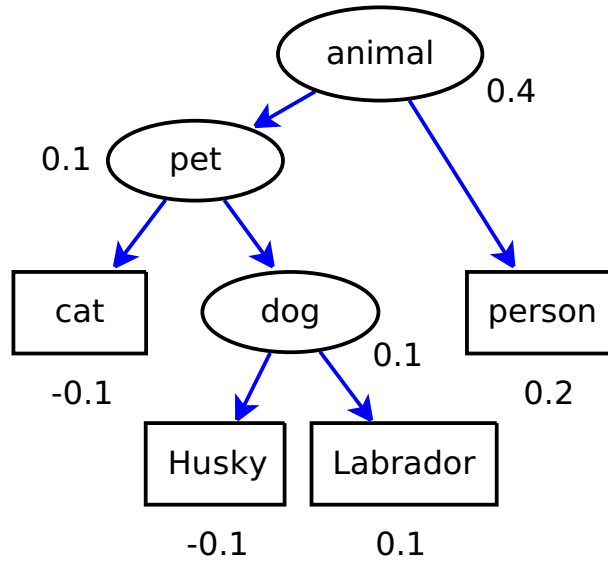 animal
0.4
0.1
pet
cat
dog
person
-0.1
0.1
0.2
Husky
Labrador
-0.1
0.1